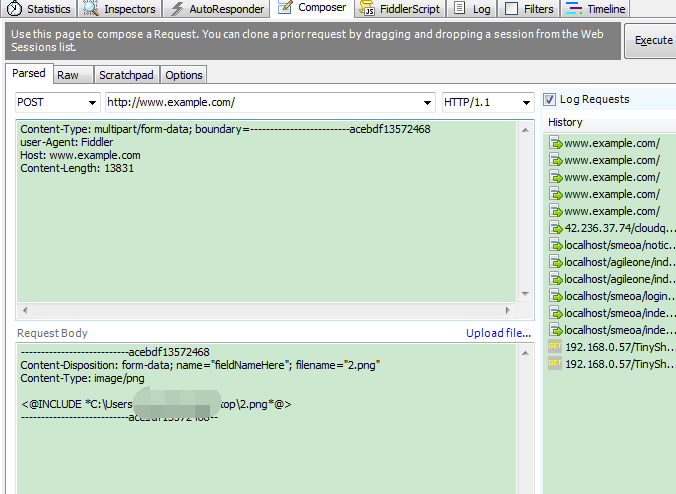 Statistics Inspectors AutoResponder Composer FiddlerScript Log Filters Timeline
Use this page to compose a Request. You can clone a prior request by dragging and dropping a session from the Web
Sessions list.
Execute
Parsed Raw Scratchpad Options
POST http://www.example.com/ HTTP/1.1
Log Requests
Content-Type: multipart/form-data; boundary=-------------------------acebdf13572468
user-Agent: Fiddler
Host: www.example.com
Content-Length: 13831
History
www.example.com/
www.example.com/
www.example.com/
www.example.com/
www.example.com/
42.236.37.74/cloudq...
localhost/smeoa/notic...
localhost/agileone/ind...
localhost/agileone/ind...
localhost/smeoa/login...
localhost/smeoa/inde...
localhost/smeoa/inde...
192.168.0.57/TinySh...
192.168.0.57/TinySh...
Request Body Upload file...
---------------------------acebdf13572468
Content-Disposition: form-data; name="fieldNameHere"; filename="2.png"
Content-Type: image/png
<@INCLUDE *C:\Users top\2.png*@>
---------------------------acebdf13572468--